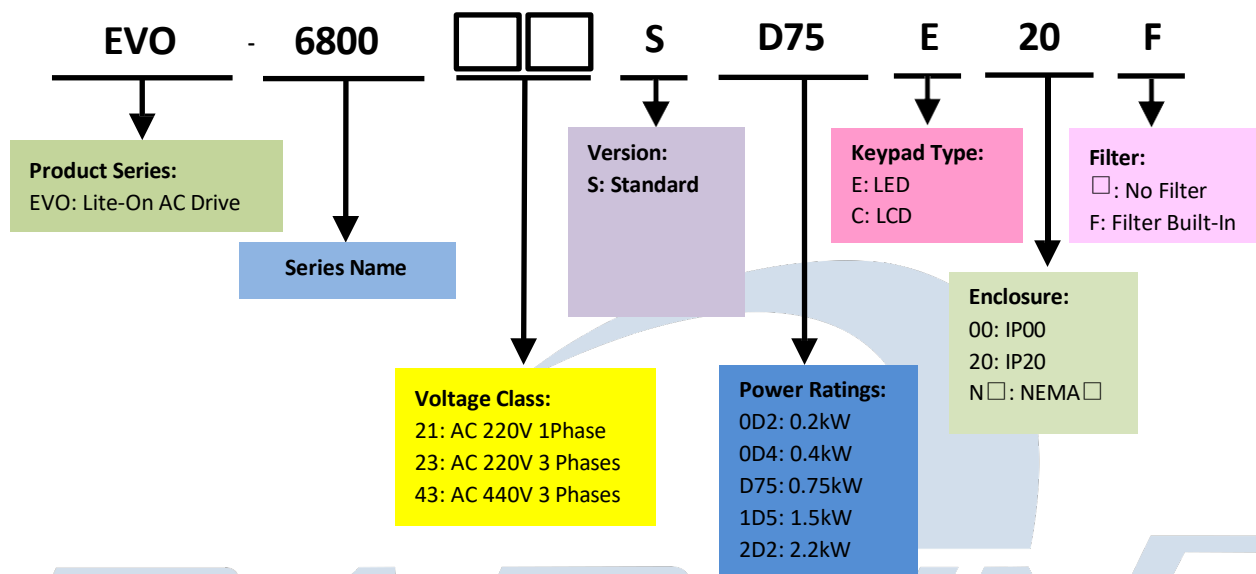 EVO - 6800 □□ S D75 E 20 F
Product Series:
EVO: Lite-On AC Drive
Series Name
Voltage Class:
21: AC 220V 1Phase
23: AC 220V 3 Phases
43: AC 440V 3 Phases
Version:
S: Standard
Power Ratings:
0D2: 0.2kW
0D4: 0.4kW
D75: 0.75kW
1D5: 1.5kW
2D2: 2.2kW
Keypad Type:
E: LED
C: LCD
Enclosure:
00: IP00
20: IP20
N□: NEMA□
Filter:
□: No Filter
F: Filter Built-In